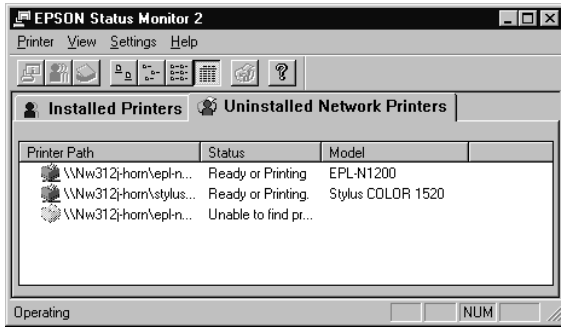 EPSON Status Monitor 2
Printer View Settings Help
Installed Printers Uninstalled Network Printers
Printer Path Status Model
\\Nw312j-horn\epl-n... Ready or Printing EPL-N1200
\\Nw312j-horn\stylus... Ready or Printing. Stylus COLOR 1520
\\Nw312j-horn\epl-n... Unable to find pr...
Operating NUM